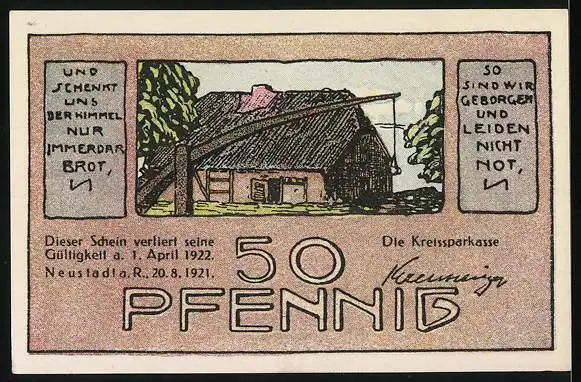 UND
SCHENKT
UNS
DER HIMMEL
NUR
IMMERDAR
BROT,
SO
SIND WIR
GEBORGEN
UND
LEIDEN
NICHT
NOT,
Dieser Schein verliert seine
Gültigkeit a. 1. April 1922.
Neustadt a. R., 20. 8. 1921.
Die Kreissparkasse
50
PFENNIG